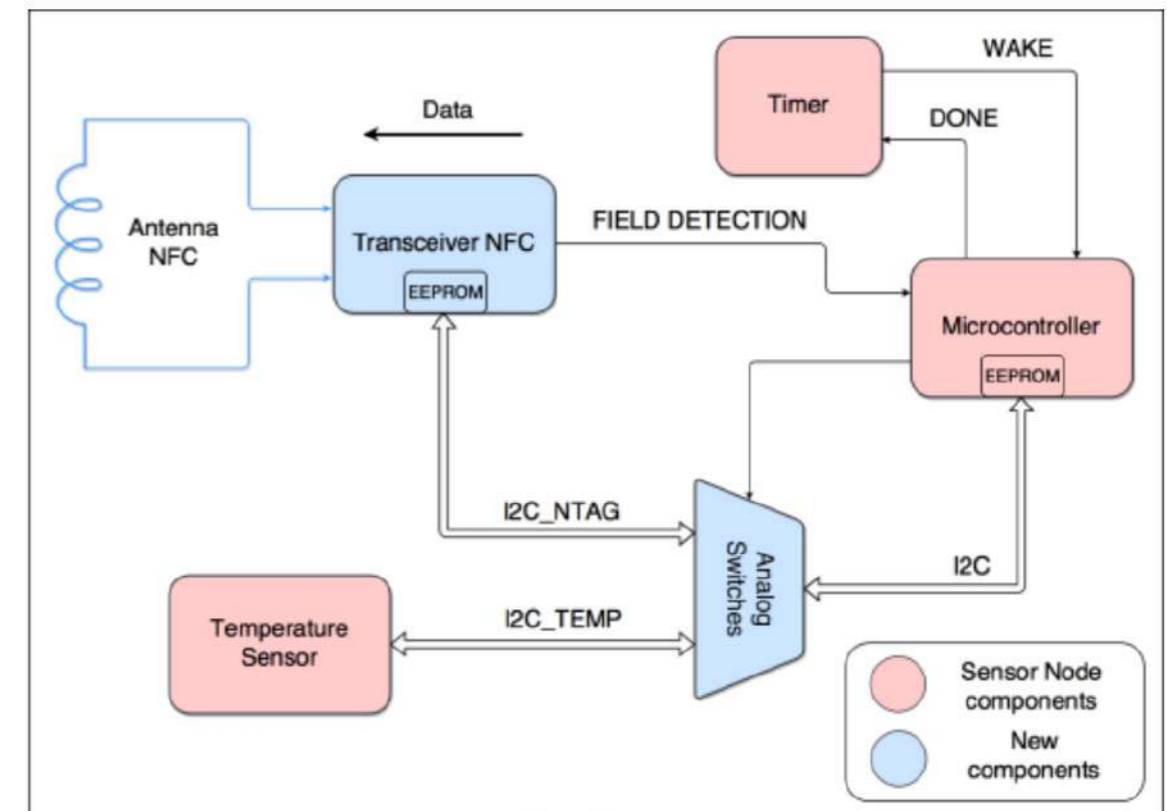 WAKE
Timer
DONE
Data
Antenna
NFC
Transceiver NFC
EEPROM
FIELD DETECTION
Microcontroller
EEPROM
I2C_NTAG
Analog
Switches
I2C
I2C_TEMP
Temperature
Sensor
Sensor Node
components
New
components